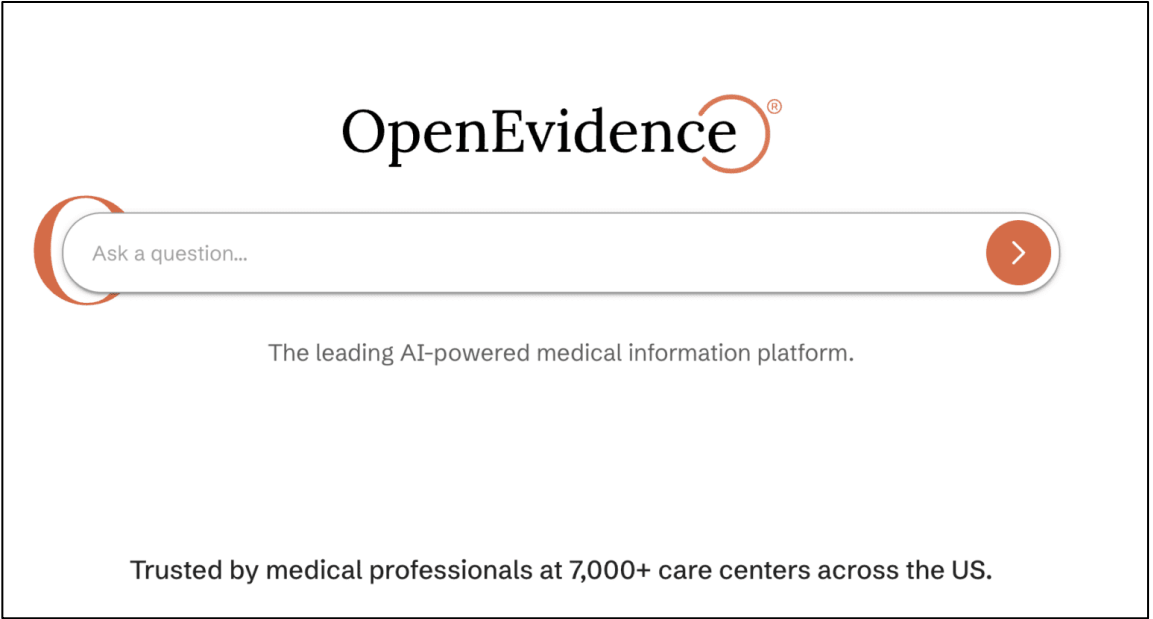 OpenEvidence®
Ask a question...
The leading AI-powered medical information platform.
Trusted by medical professionals at 7,000+ care centers across the US.